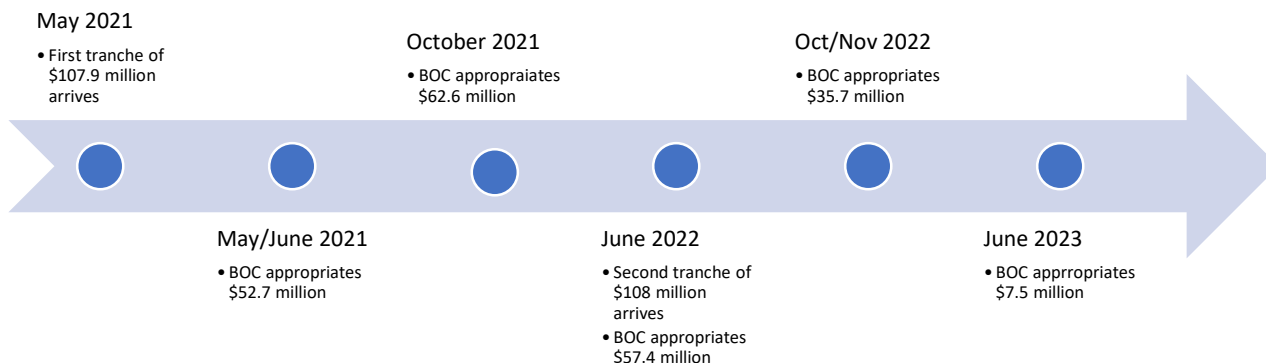 May 2021
• First tranche of
$107.9 million
arrives
May/June 2021
• BOC appropriates
$52.7 million
October 2021
• BOC appropraiates
$62.6 million
June 2022
• Second tranche of
$108 million
arrives
• BOC appropriates
$57.4 million
Oct/Nov 2022
• BOC appropriates
$35.7 million
June 2023
• BOC apprropriates
$7.5 million